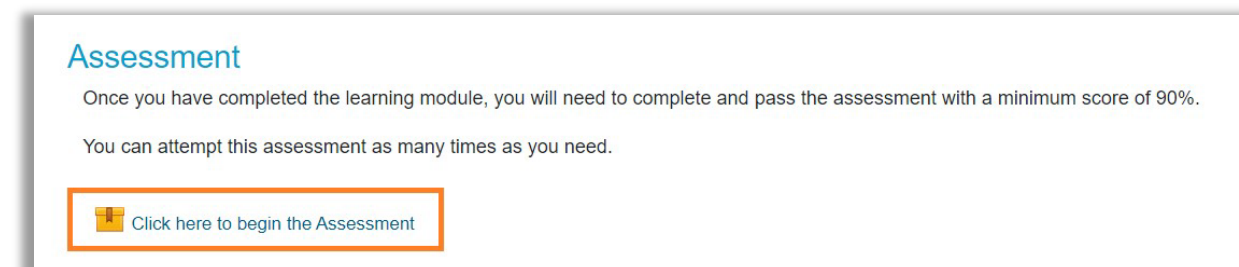 Assessment
Once you have completed the learning module, you will need to complete and pass the assessment with a minimum score of 90%.
You can attempt this assessment as many times as you need.
Click here to begin the Assessment